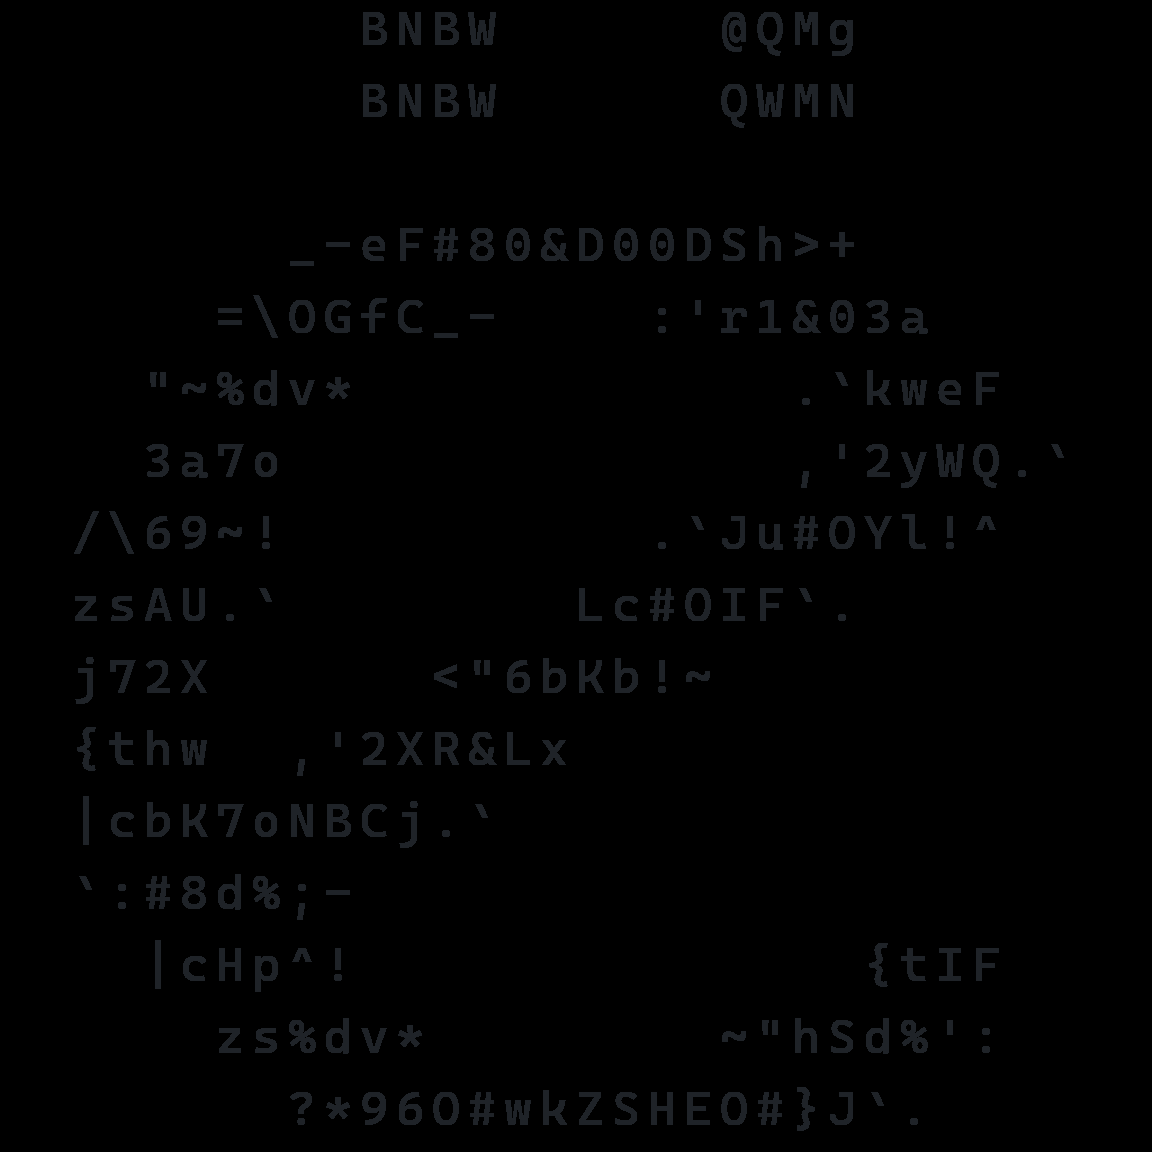 BNBW      @QMg
BNBW      QWMN
_-eF#80&D00DSh>+
=\OGfC_-    :'r1&03a
"~%dv*            .`kweF
3a7o              ,'2yWQ.`
/\69~!          .`Ju#OYl!^
zsAU.`        Lc#OIF`.
j72X      <"6bKb!~
{thw  ,'2XR&Lx
|cbK7oNBCj.`
`:#8d%;-
|cHp^!              {tIF
zs%dv*        ~"hSd%':
?*96O#wkZSHEO#}J`.